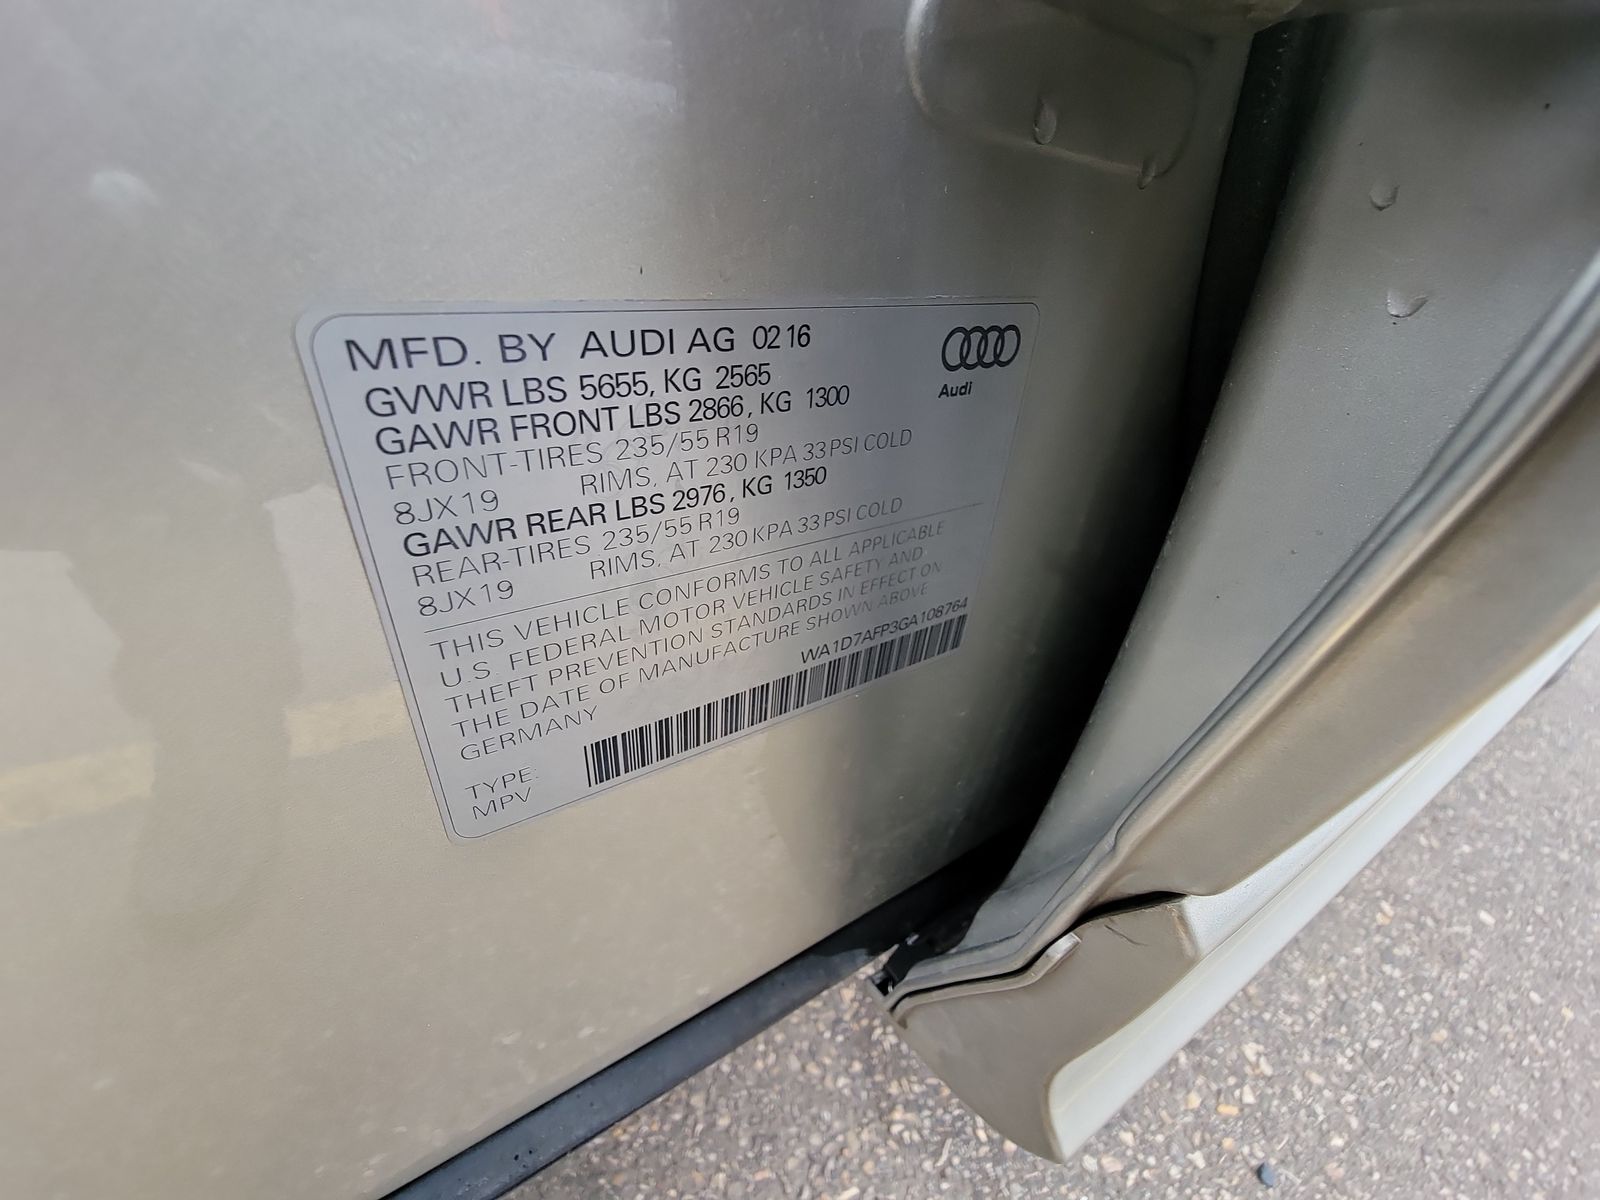 MFD. BY AUDI AG 02 16
GVWR LBS 5655, KG 2565
GAWR FRONT LBS 2866, KG 1300
FRONT-TIRES 235/55 R19
8JX19 RIMS, AT 230 KPA 33 PSI COLD
GAWR REAR LBS 2976, KG 1350
REAR-TIRES 235/55 R19
8JX19 RIMS, AT 230 KPA 33 PSI COLD
THIS VEHICLE CONFORMS TO ALL APPLICABLE
U.S. FEDERAL MOTOR VEHICLE SAFETY AND
THEFT PREVENTION STANDARDS IN EFFECT ON
THE DATE OF MANUFACTURE SHOWN ABOVE
GERMANY
WA1D7AFP3GA108764
TYPE:
MPV
Audi